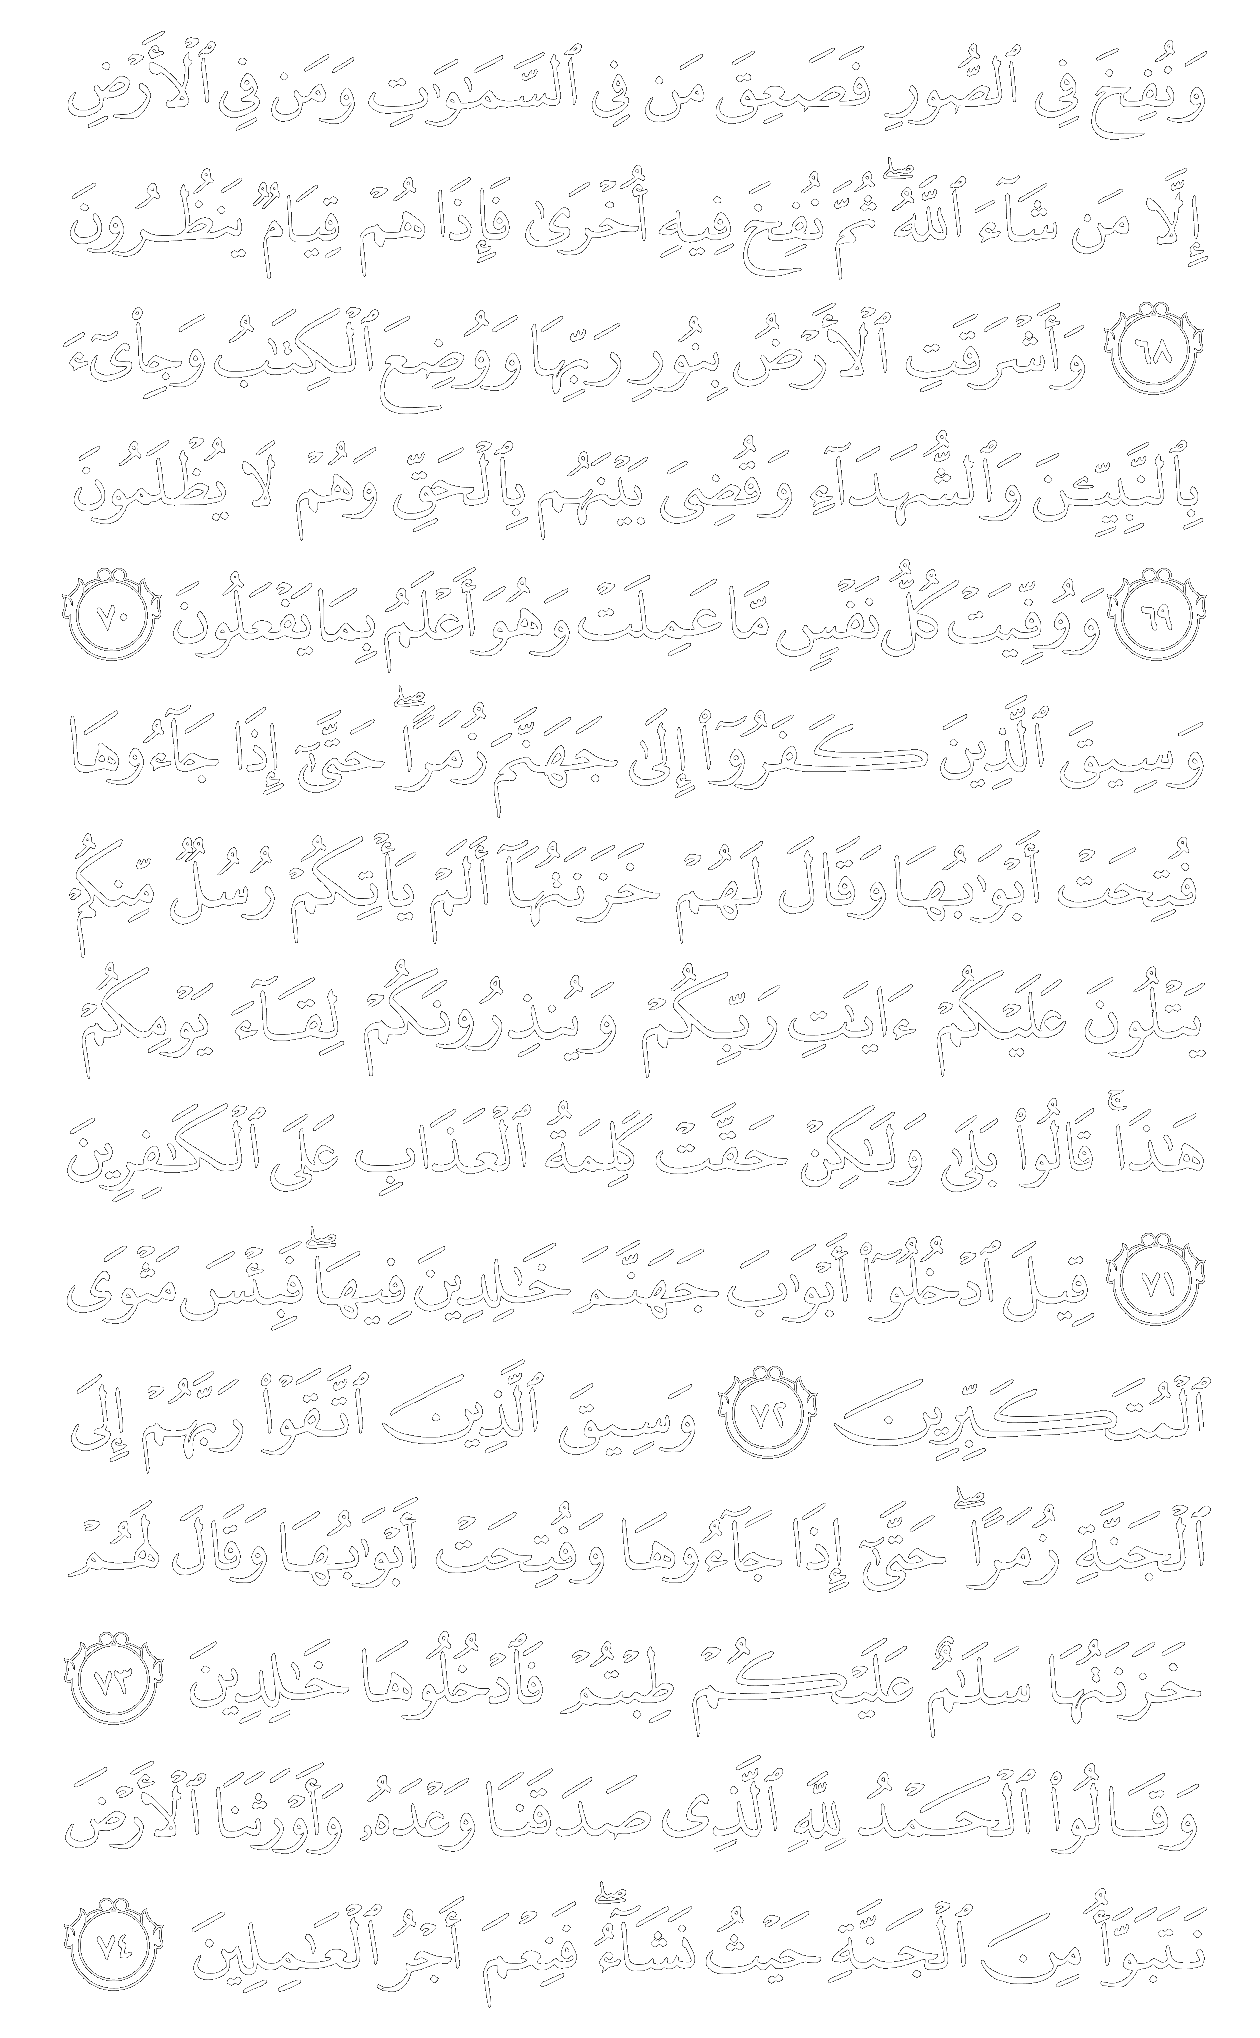 وَنُفِخَ فِى ٱلصُّورِ فَصَعِقَ مَن فِى ٱلسَّمَٰوَٰتِ وَمَن فِى ٱلْأَرْضِ
إِلَّا مَن شَآءَ ٱللَّهُ ۖ ثُمَّ نُفِخَ فِيهِ أُخْرَىٰ فَإِذَا هُمْ قِيَامٌ يَنظُرُونَ
٦٨ وَأَشْرَقَتِ ٱلْأَرْضُ بِنُورِ رَبِّهَا وَوُضِعَ ٱلْكِتَٰبُ وَجِا۟ىٓءَ
بِٱلنَّبِيِّـۧنَ وَٱلشُّهَدَآءِ وَقُضِىَ بَيْنَهُم بِٱلْحَقِّ وَهُمْ لَا يُظْلَمُونَ
٦٩ وَوُفِّيَتْ كُلُّ نَفْسٍ مَّا عَمِلَتْ وَهُوَ أَعْلَمُ بِمَا يَفْعَلُونَ ٧٠
وَسِيقَ ٱلَّذِينَ كَفَرُوٓا۟ إِلَىٰ جَهَنَّمَ زُمَرًا ۖ حَتَّىٰٓ إِذَا جَآءُوهَا
فُتِحَتْ أَبْوَٰبُهَا وَقَالَ لَهُمْ خَزَنَتُهَآ أَلَمْ يَأْتِكُمْ رُسُلٌ مِّنكُمْ
يَتْلُونَ عَلَيْكُمْ ءَايَٰتِ رَبِّكُمْ وَيُنذِرُونَكُمْ لِقَآءَ يَوْمِكُمْ
هَٰذَا ۚ قَالُوا۟ بَلَىٰ وَلَٰكِنْ حَقَّتْ كَلِمَةُ ٱلْعَذَابِ عَلَى ٱلْكَٰفِرِينَ
٧١ قِيلَ ٱدْخُلُوٓا۟ أَبْوَٰبَ جَهَنَّمَ خَٰلِدِينَ فِيهَا ۖ فَبِئْسَ مَثْوَى
ٱلْمُتَكَبِّرِينَ ٧٢ وَسِيقَ ٱلَّذِينَ ٱتَّقَوْا۟ رَبَّهُمْ إِلَى
ٱلْجَنَّةِ زُمَرًا ۖ حَتَّىٰٓ إِذَا جَآءُوهَا وَفُتِحَتْ أَبْوَٰبُهَا وَقَالَ لَهُمْ
خَزَنَتُهَا سَلَٰمٌ عَلَيْكُمْ طِبْتُمْ فَٱدْخُلُوهَا خَٰلِدِينَ ٧٣
وَقَالُوا۟ ٱلْحَمْدُ لِلَّهِ ٱلَّذِى صَدَقَنَا وَعْدَهُۥ وَأَوْرَثَنَا ٱلْأَرْضَ
نَتَبَوَّأُ مِنَ ٱلْجَنَّةِ حَيْثُ نَشَآءُ ۖ فَنِعْمَ أَجْرُ ٱلْعَٰمِلِينَ ٧٤